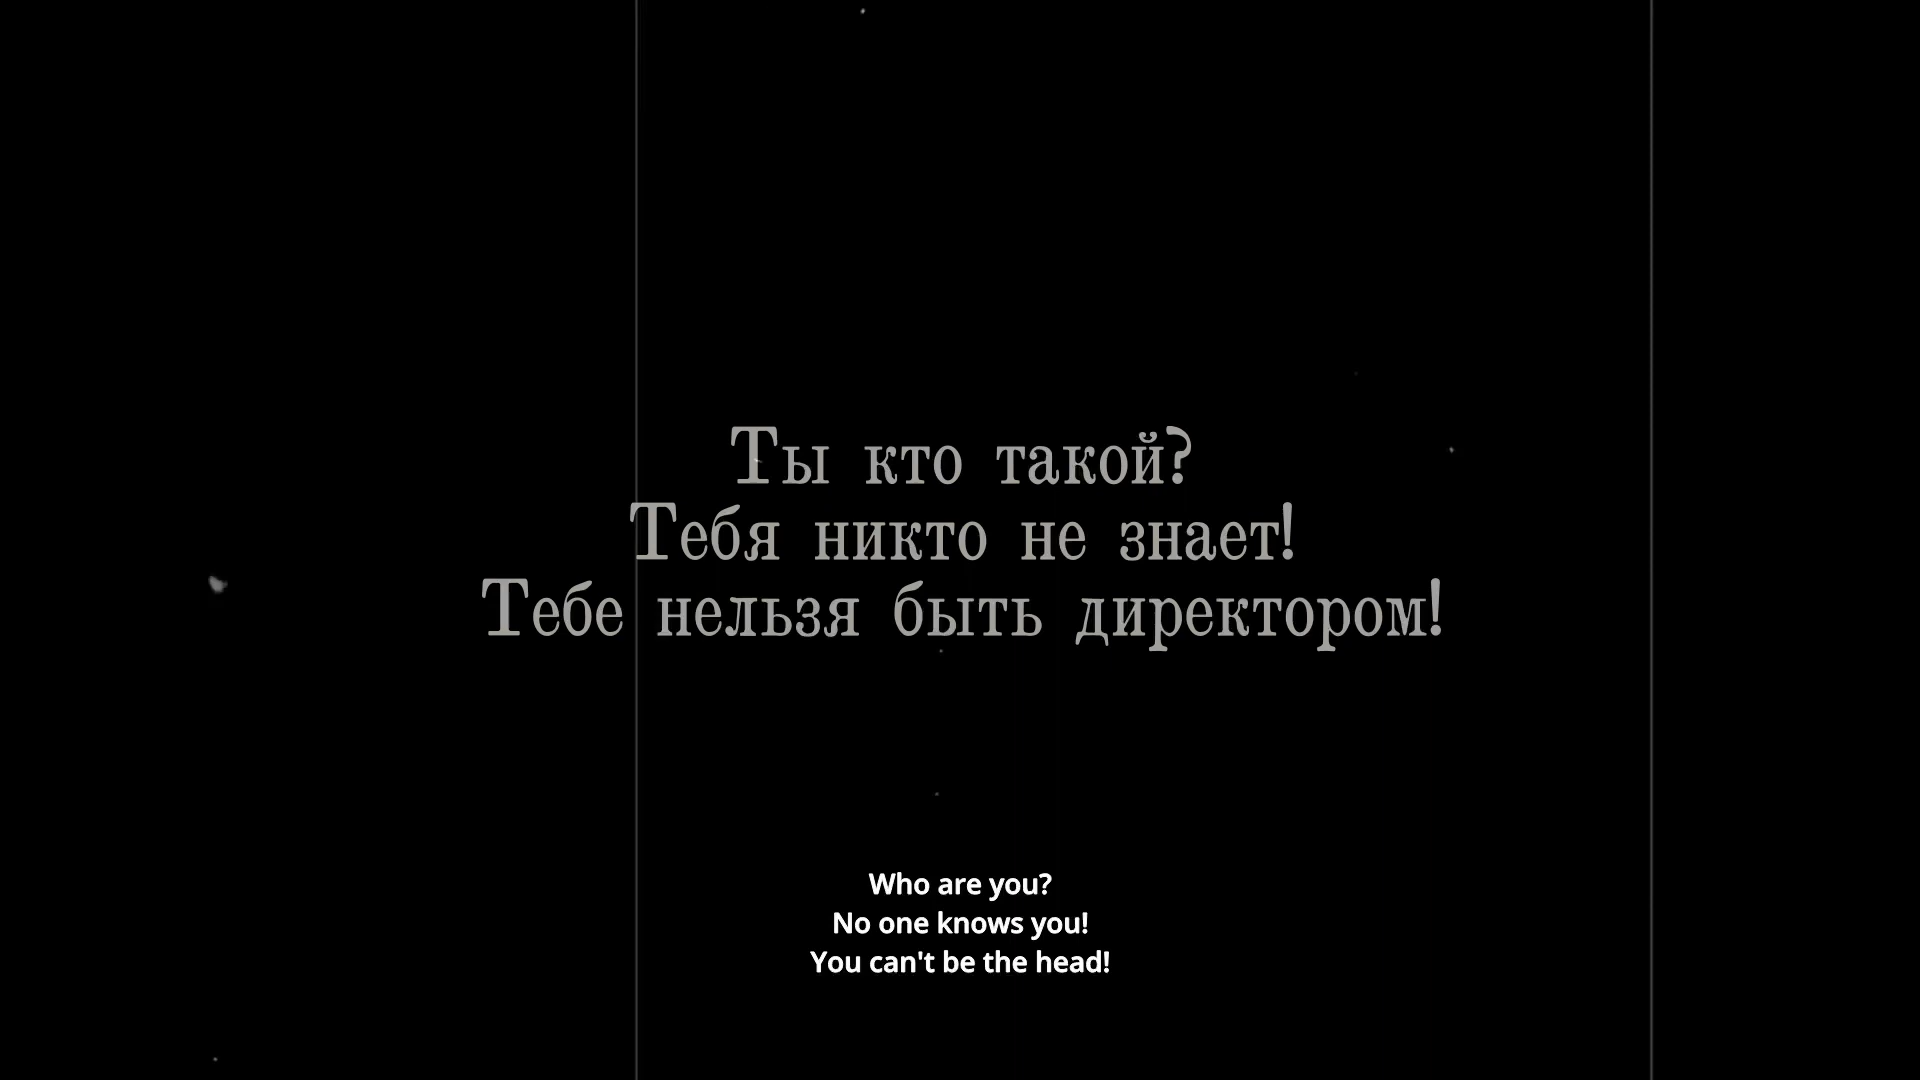 Ты кто такой?
Тебя никто не знает!
Тебе нельзя быть директором!
Who are you?
No one knows you!
You can't be the head!